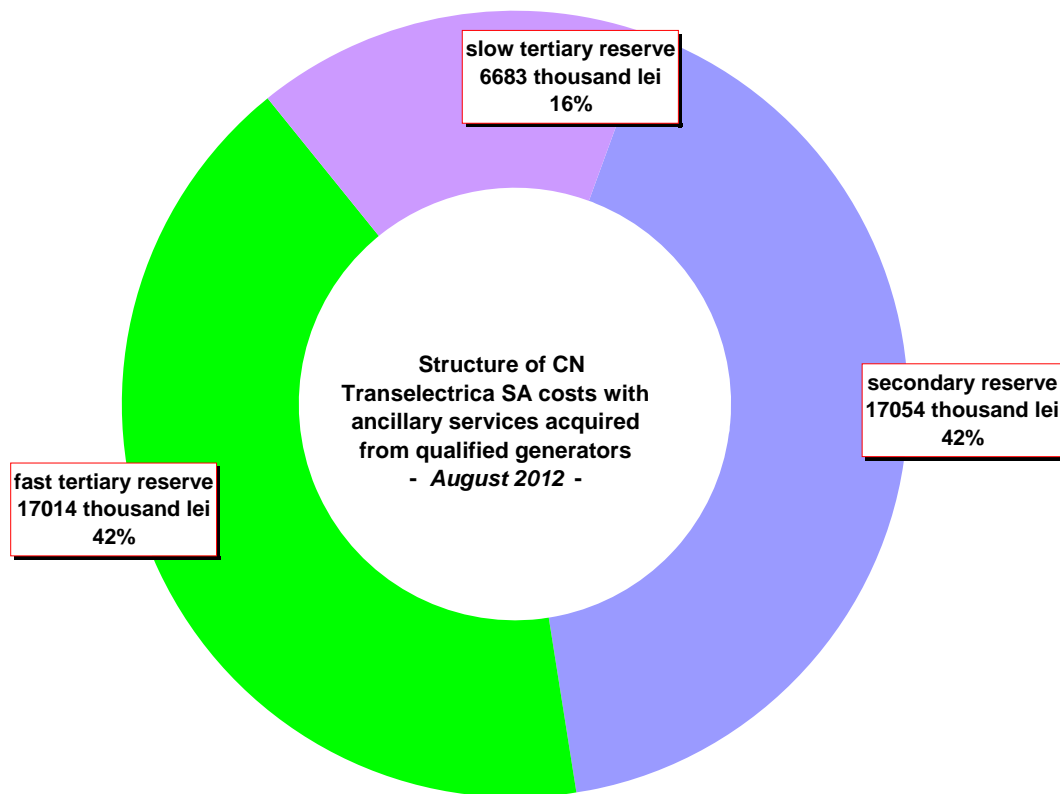 slow tertiary reserve
6683 thousand lei
16%
Structure of CN
Transelectrica SA costs with
ancillary services acquired
from qualified generators
- August 2012 -
secondary reserve
17054 thousand lei
42%
fast tertiary reserve
17014 thousand lei
42%